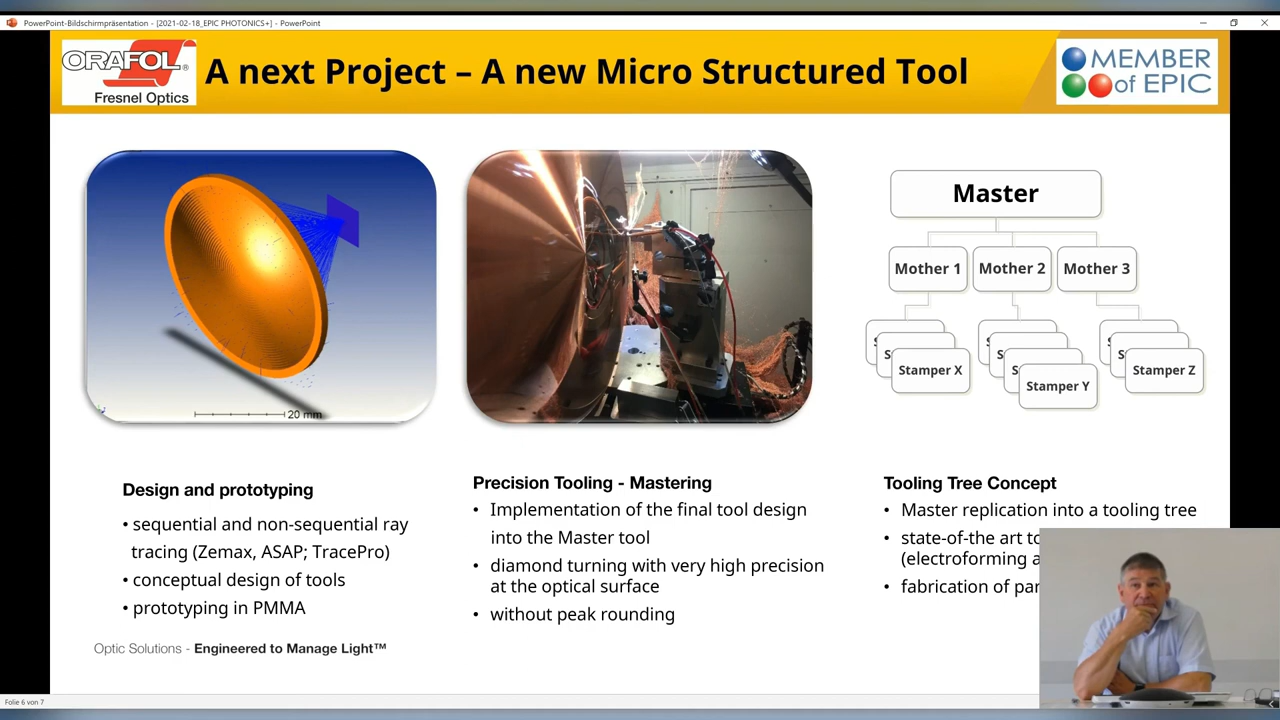 PowerPoint-Bildschirmpräsentation - [2021-02-18_EPIC PHOTONICS+] - PowerPoint
ORAFOL®
Fresnel Optics
A next Project – A new Micro Structured Tool
MEMBER
of EPIC
20 mm
Master
Mother 1
Mother 2
Mother 3
S
S
Stamper X
S
S
S
Stamper Y
S
S
Stamper Z
Design and prototyping
• sequential and non-sequential ray
tracing (Zemax, ASAP; TracePro)
• conceptual design of tools
• prototyping in PMMA
Precision Tooling - Mastering
• Implementation of the final tool design
into the Master tool
• diamond turning with very high precision
at the optical surface
• without peak rounding
Tooling Tree Concept
• Master replication into a tooling tree
• state-of-the art to
(electroforming a
• fabrication of par
Optic Solutions - Engineered to Manage Light™
Folie 6 von 7